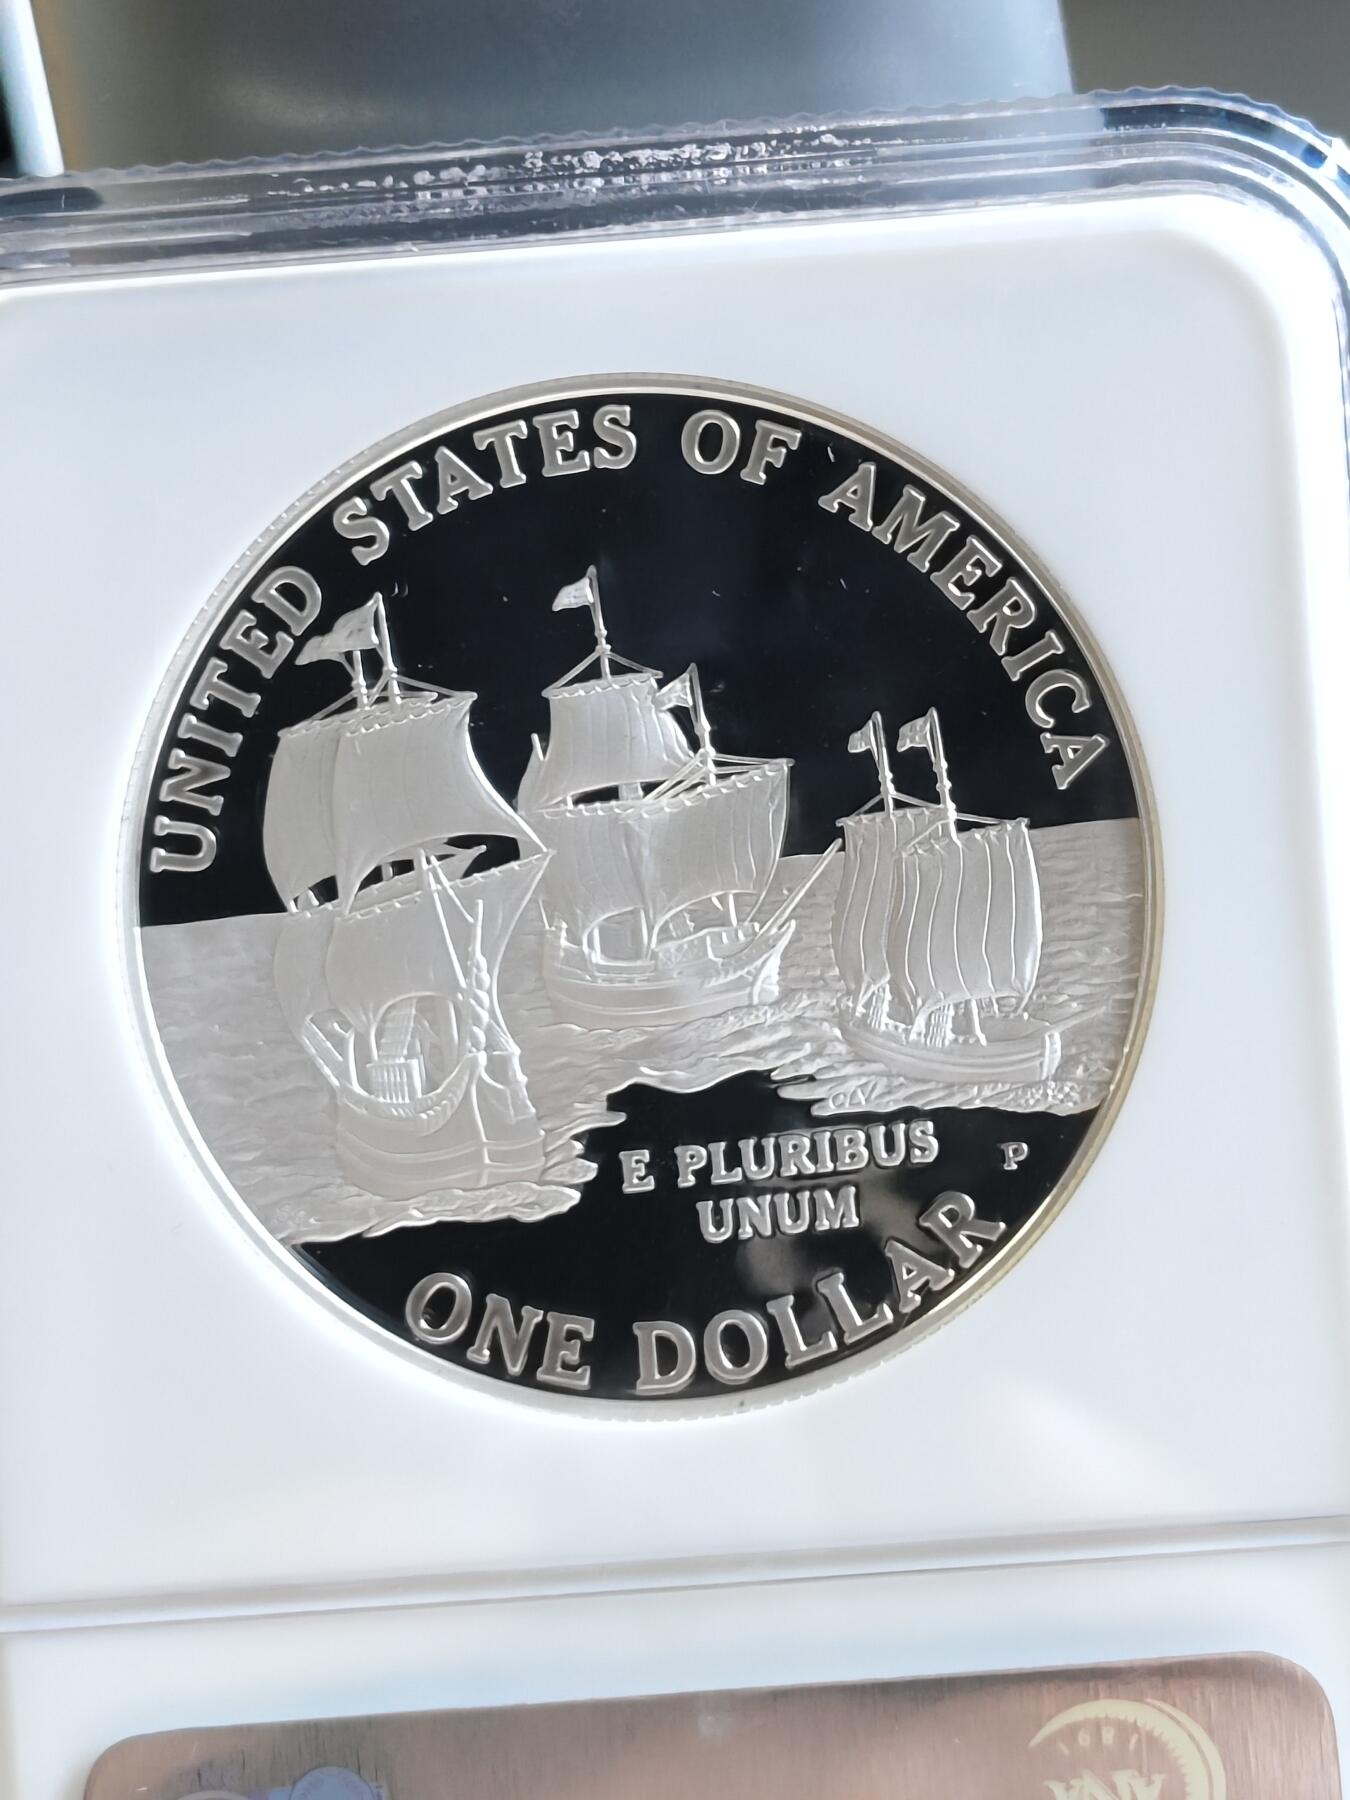 UNITED STATES OF AMERICA
E PLURIBUS
UNUM
P
ONE DOLLAR